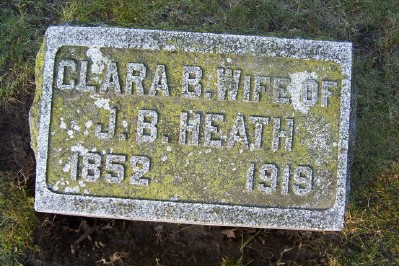 CLARA B. WIFE OF
J. B. HEATH
1852 1919